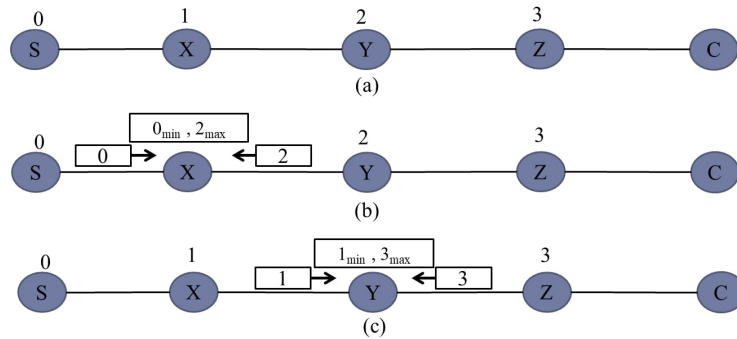 0 1 2 3
S X Y Z C
(a)
0 0min , 2max 2 3
0 2
S X Y Z C
(b)
0 1 1min , 3max 3
1 3
S X Y Z C
(c)